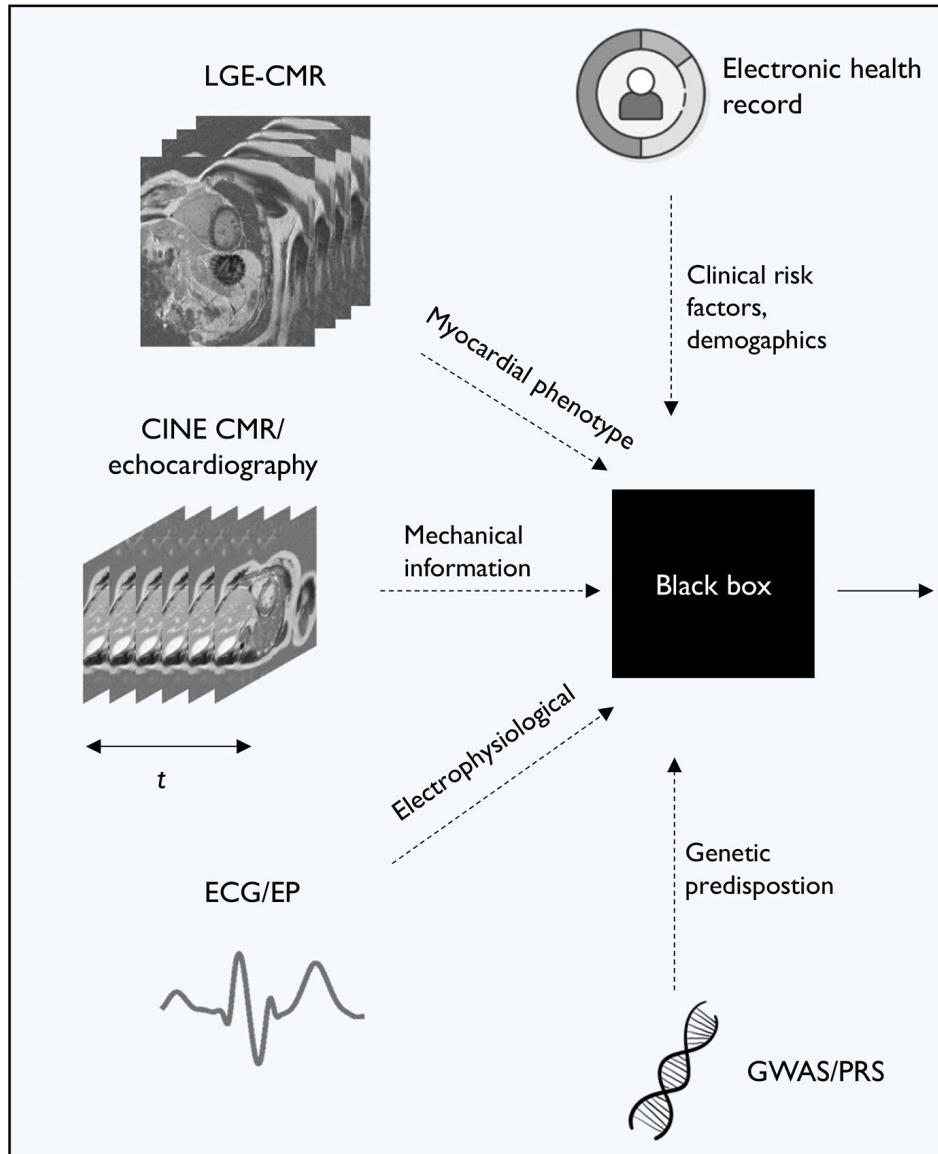 LGE-CMR
Electronic health
record
Clinical risk
factors,
demogaphics
Myocardial phenotype
CINE CMR/
echocardiography
Mechanical
information
Black box
t
Electrophysiological
Genetic
predispostion
ECG/EP
GWAS/PRS